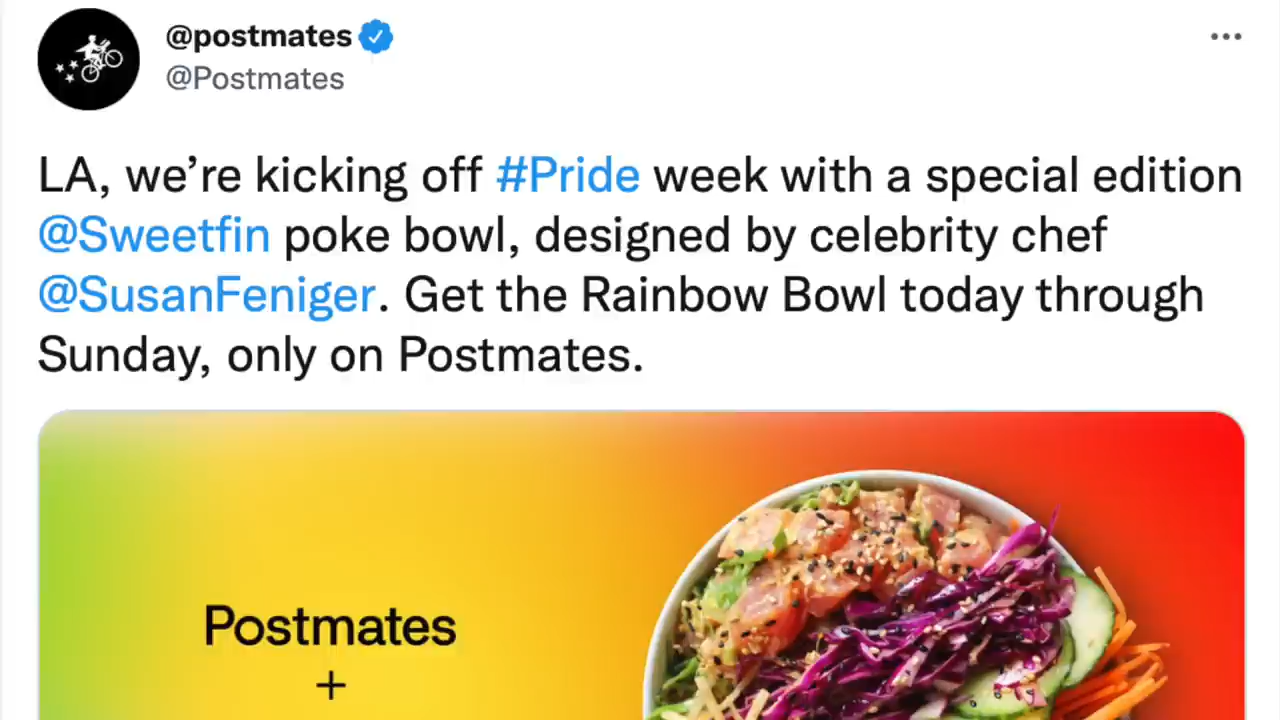 @postmates
@Postmates
LA, we’re kicking off #Pride week with a special edition
@Sweetfin poke bowl, designed by celebrity chef
@SusanFeniger. Get the Rainbow Bowl today through
Sunday, only on Postmates.
Postmates
+